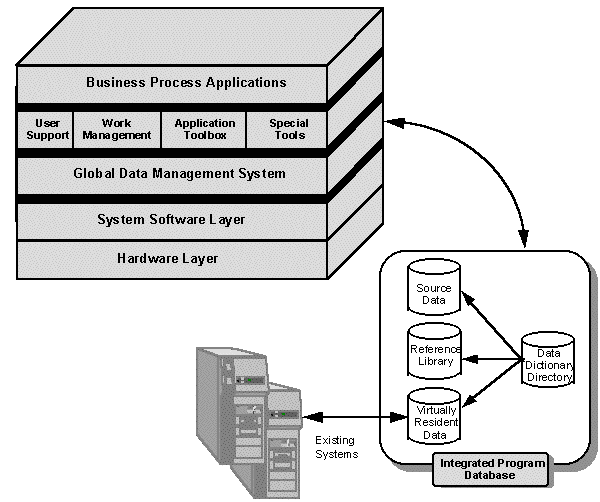 Business Process Applications
User
Support
Work
Management
Application
Toolbox
Special
Tools
Global Data Management System
System Software Layer
Hardware Layer
Source
Data
Reference
Library
Data
Dictionary
Directory
Virtually
Resident
Data
Existing
Systems
Integrated Program
Database